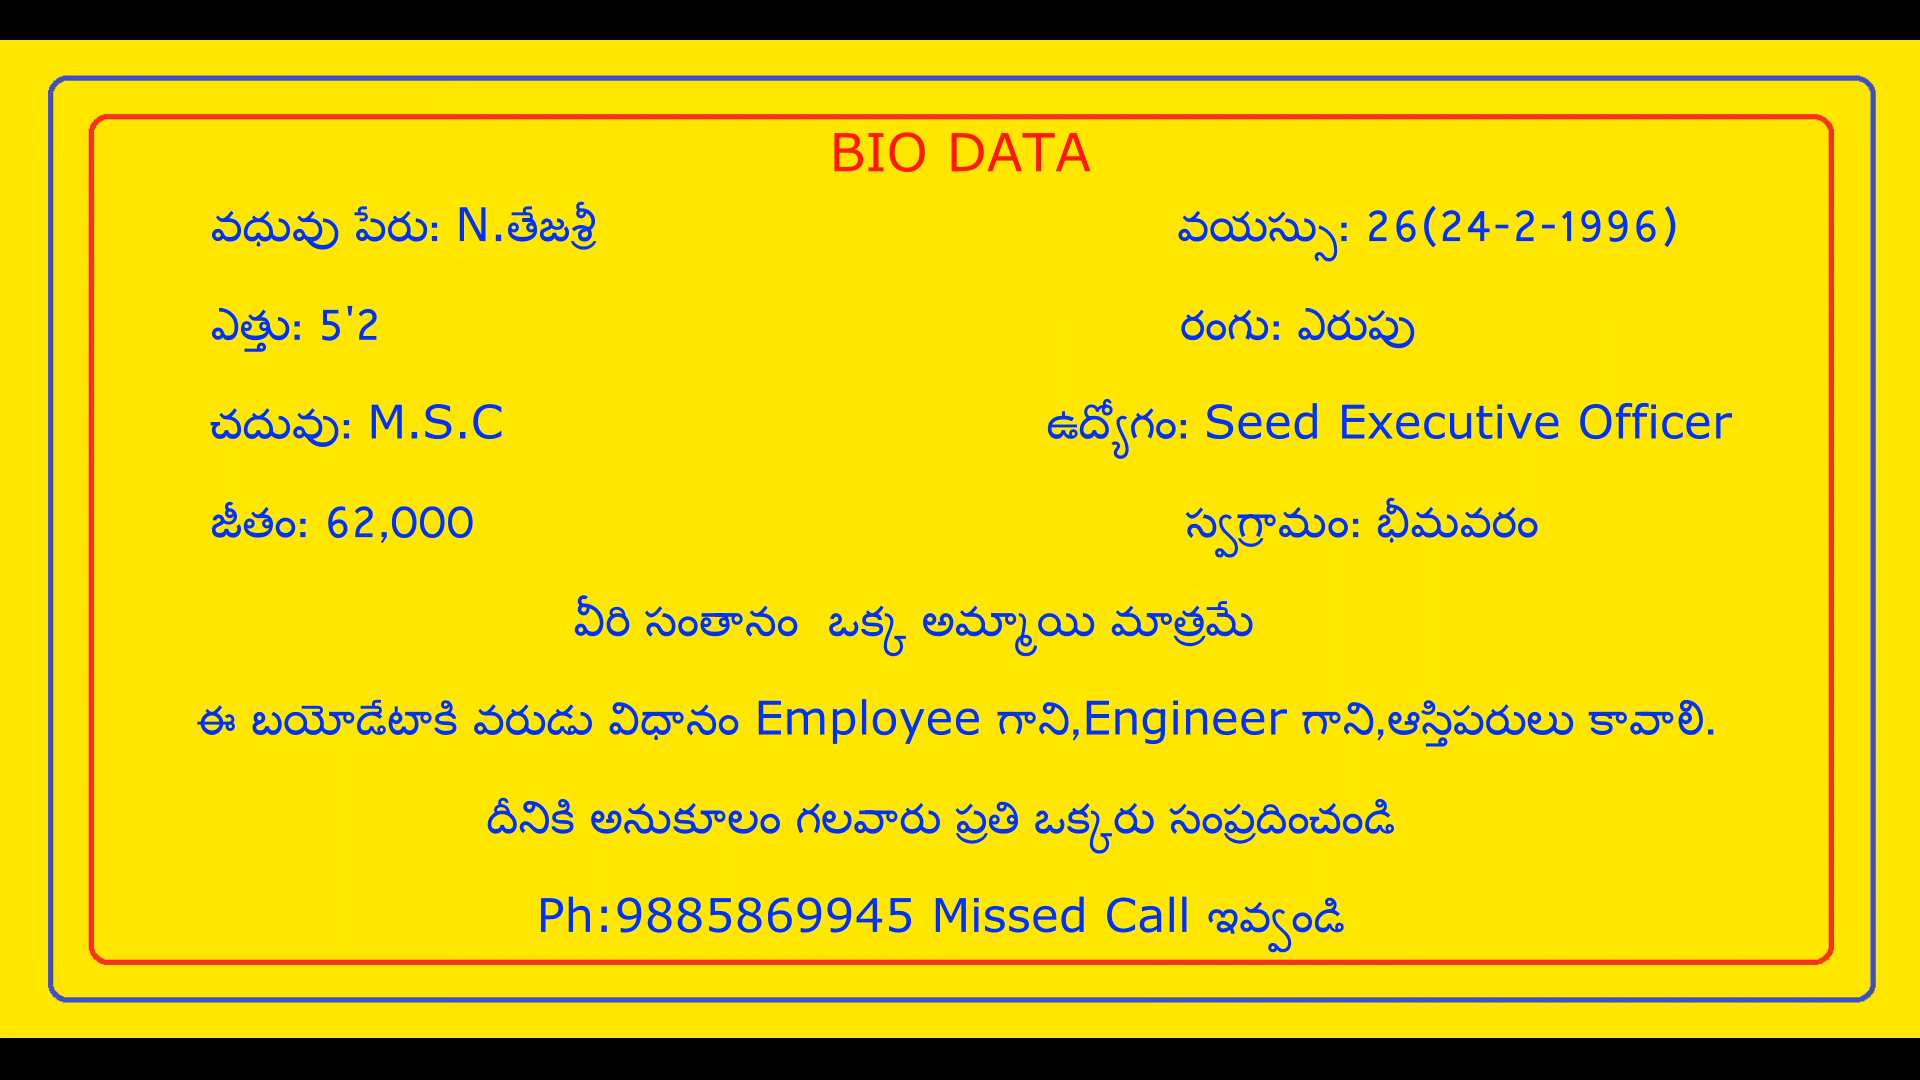 BIO DATA
వధువు పేరు: N.తేజశ్రీ వయస్సు: 26(24-2-1996)
ఎత్తు: 5'2 రంగు: ఎరుపు
చదువు: M.S.C ఉద్యోగం: Seed Executive Officer
జీతం: 62,000 స్వగ్రామం: భీమవరం
వీరి సంతానం ఒక్క అమ్మాయి మాత్రమే
ఈ బయోడేటాకి వరుడు విధానం Employee గాని,Engineer గాని,ఆస్తిపరులు కావాలి.
దీనికి అనుకూలం గలవారు ప్రతి ఒక్కరు సంప్రదించండి
Ph:9885869945 Missed Call ఇవ్వండి